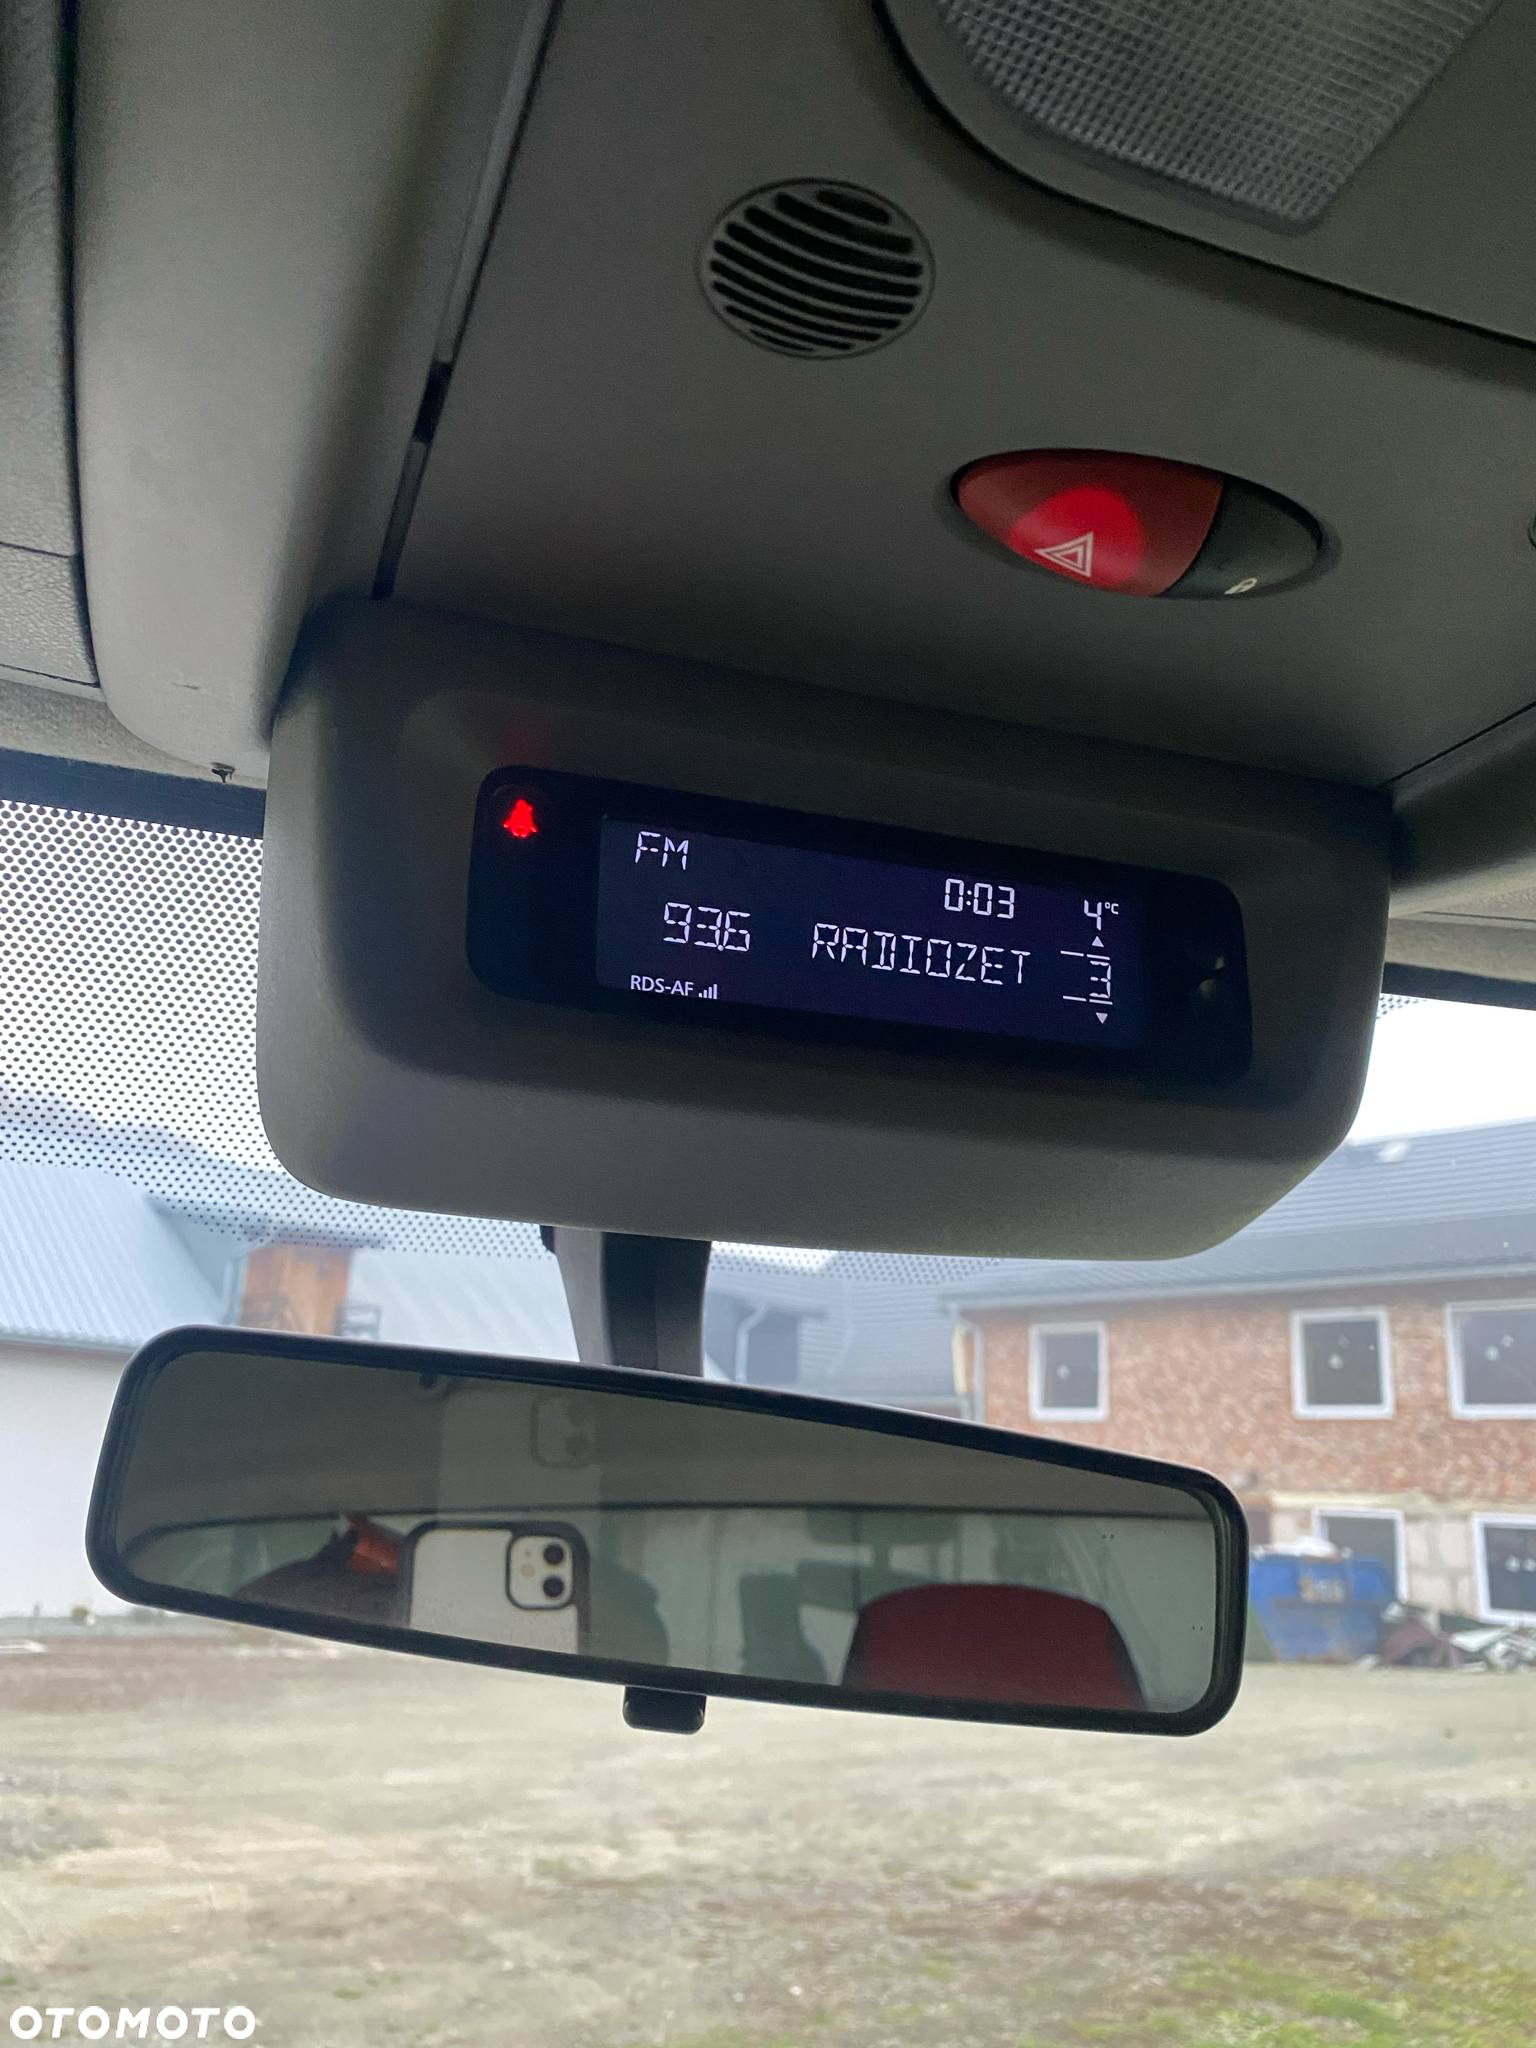 FM
0:03 4°C
93.6 RADIOZET 3
RDS-AF
OTOMOTO